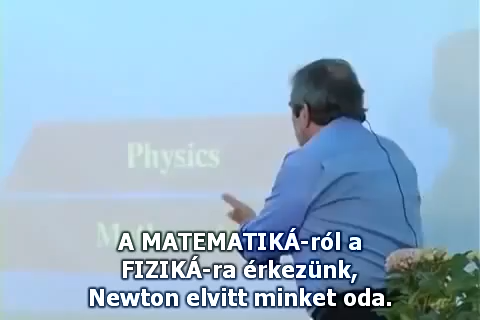 Physics
A MATEMATIKÁ-ról a
FIZIKÁ-ra érkezünk,
Newton elvitt minket oda.